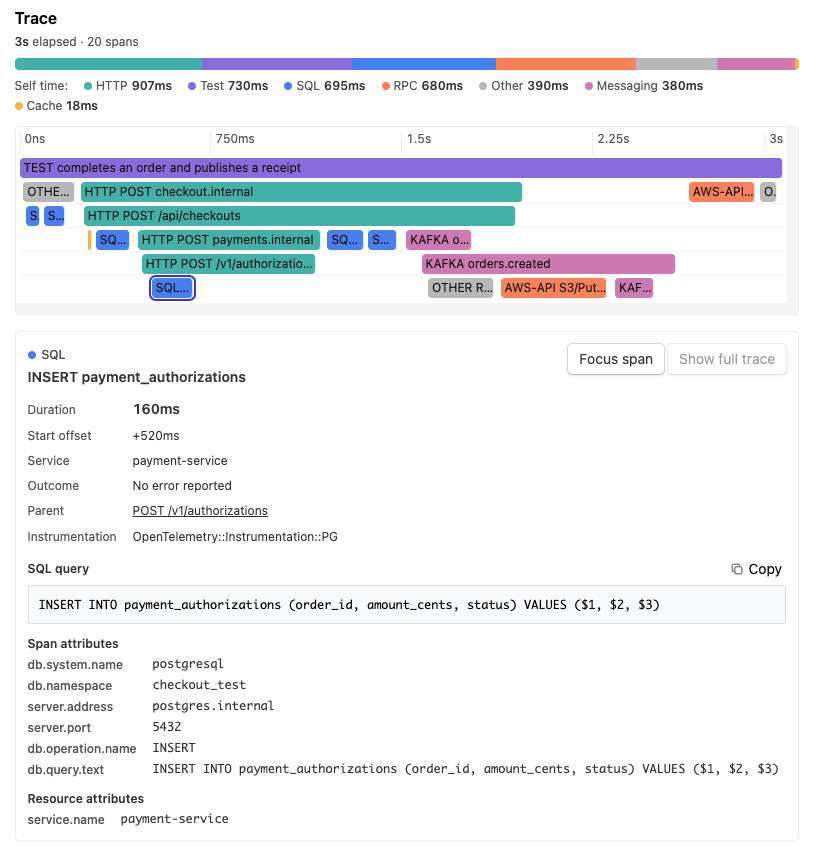 Trace
3s elapsed · 20 spans
Self time: HTTP 907ms Test 730ms SQL 695ms RPC 680ms Other 390ms Messaging 380ms
Cache 18ms
0ns 750ms 1.5s 2.25s 3s
TEST completes an order and publishes a receipt
OTHE... HTTP POST checkout.internal AWS-API... O.
S. S... HTTP POST /api/checkouts
SQ... HTTP POST payments.internal SQ... S... KAFKA o...
HTTP POST /v1/authorizatio... KAFKA orders.created
SQL... OTHER R... AWS-API S3/Put... KAF...
SQL
Focus span Show full trace
INSERT payment_authorizations
Duration 160ms
Start offset +520ms
Service payment-service
Outcome No error reported
Parent POST /v1/authorizations
Instrumentation OpenTelemetry::Instrumentation::PG
SQL query Copy
INSERT INTO payment_authorizations (order_id, amount_cents, status) VALUES ($1, $2, $3)
Span attributes
db.system.name postgresql
db.namespace checkout_test
server.address postgres.internal
server.port 5432
db.operation.name INSERT
db.query.text INSERT INTO payment_authorizations (order_id, amount_cents, status) VALUES ($1, $2, $3)
Resource attributes
service.name payment-service